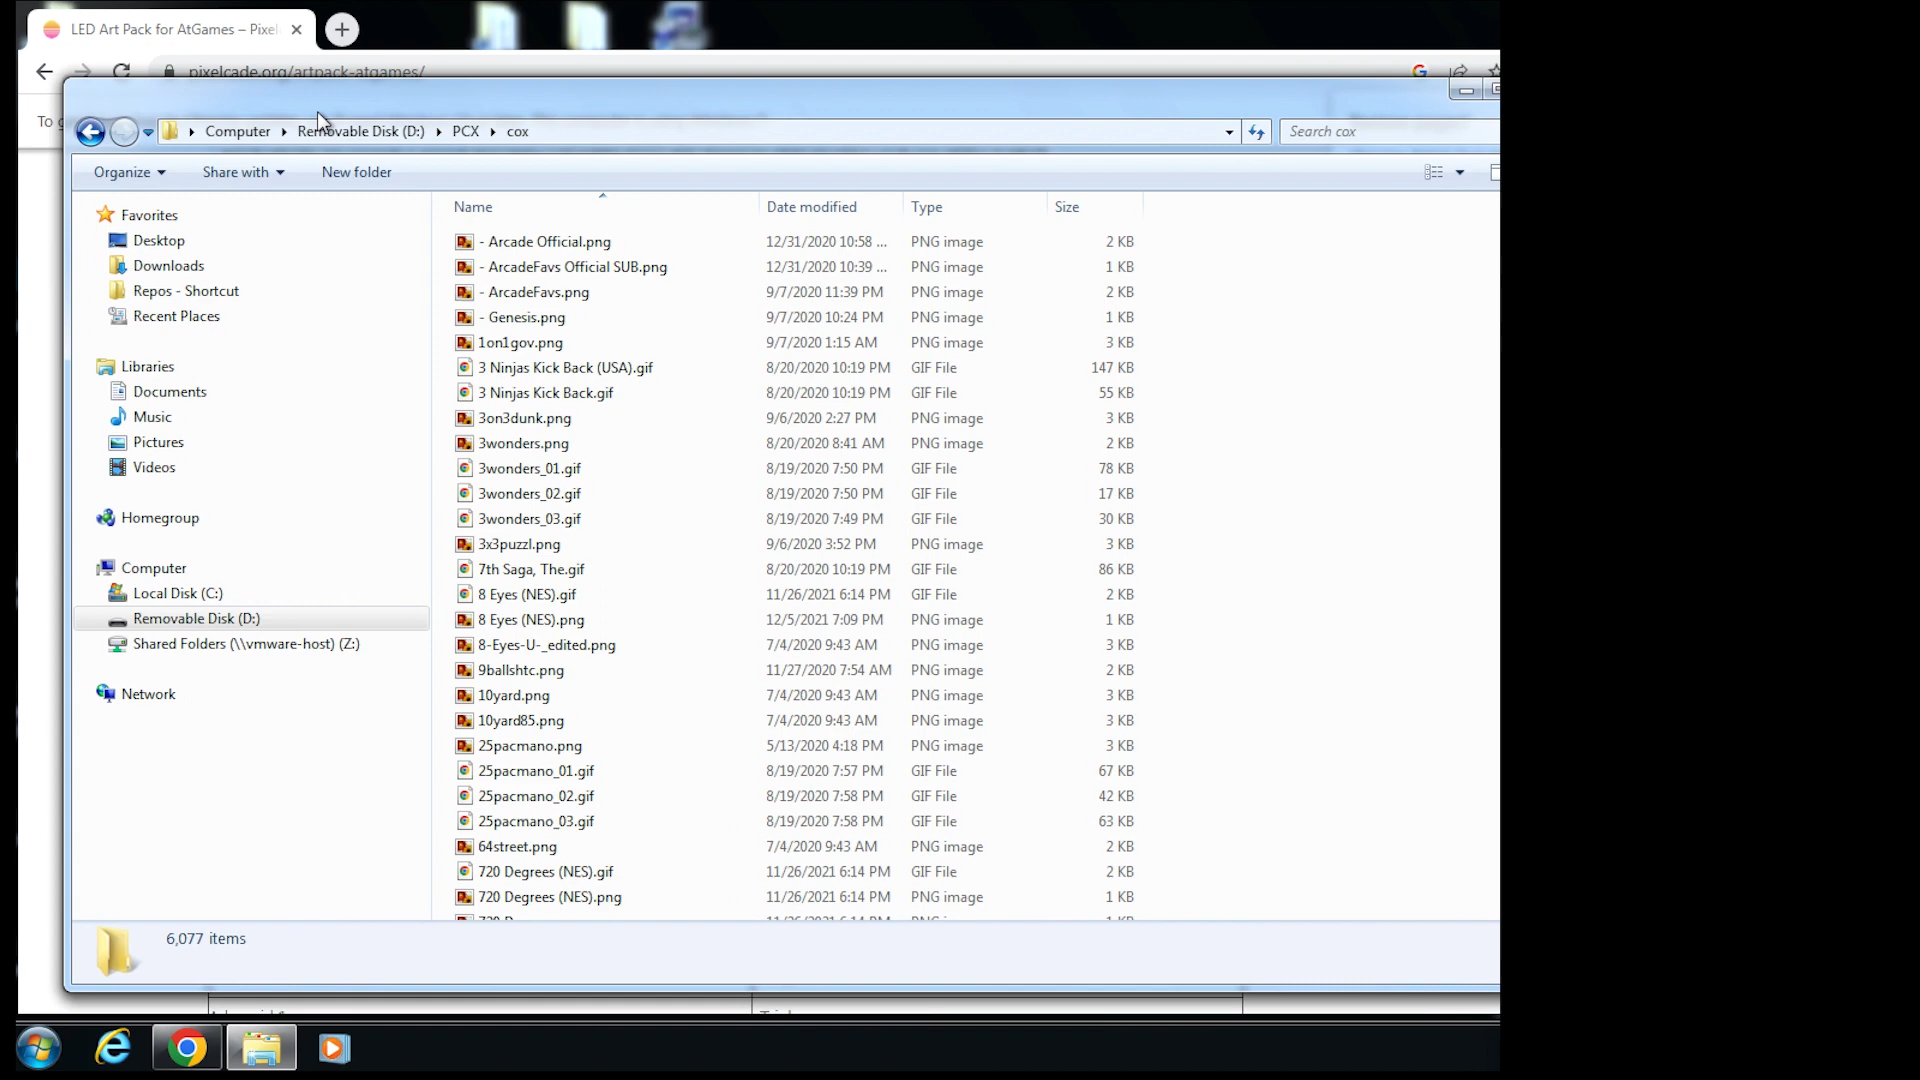 LED Art Pack for AtGames – Pixel
pixelcade.org/artpack-atgames/
To g
Computer Removable Disk (D:) PCX cox
Search cox
Organize Share with New folder
Name Date modified Type Size
Favorites
Desktop
Downloads
Repos - Shortcut
Recent Places
Libraries
Documents
Music
Pictures
Videos
Homegroup
Computer
Local Disk (C:)
Removable Disk (D:)
Shared Folders (\\vmware-host) (Z:)
Network
- Arcade Official.png 12/31/2020 10:58 ... PNG image 2 KB
- ArcadeFavs Official SUB.png 12/31/2020 10:39 ... PNG image 1 KB
- ArcadeFavs.png 9/7/2020 11:39 PM PNG image 2 KB
- Genesis.png 9/7/2020 10:24 PM PNG image 1 KB
1on1gov.png 9/7/2020 1:15 AM PNG image 3 KB
3 Ninjas Kick Back (USA).gif 8/20/2020 10:19 PM GIF File 147 KB
3 Ninjas Kick Back.gif 8/20/2020 10:19 PM GIF File 55 KB
3on3dunk.png 9/6/2020 2:27 PM PNG image 3 KB
3wonders.png 8/20/2020 8:41 AM PNG image 2 KB
3wonders_01.gif 8/19/2020 7:50 PM GIF File 78 KB
3wonders_02.gif 8/19/2020 7:50 PM GIF File 17 KB
3wonders_03.gif 8/19/2020 7:49 PM GIF File 30 KB
3x3puzzl.png 9/6/2020 3:52 PM PNG image 3 KB
7th Saga, The.gif 8/20/2020 10:19 PM GIF File 86 KB
8 Eyes (NES).gif 11/26/2021 6:14 PM GIF File 2 KB
8 Eyes (NES).png 12/5/2021 7:09 PM PNG image 1 KB
8-Eyes-U-_edited.png 7/4/2020 9:43 AM PNG image 3 KB
9ballshtc.png 11/27/2020 7:54 AM PNG image 2 KB
10yard.png 7/4/2020 9:43 AM PNG image 3 KB
10yard85.png 7/4/2020 9:43 AM PNG image 3 KB
25pacmano.png 5/13/2020 4:18 PM PNG image 3 KB
25pacmano_01.gif 8/19/2020 7:57 PM GIF File 67 KB
25pacmano_02.gif 8/19/2020 7:58 PM GIF File 42 KB
25pacmano_03.gif 8/19/2020 7:58 PM GIF File 63 KB
64street.png 7/4/2020 9:43 AM PNG image 2 KB
720 Degrees (NES).gif 11/26/2021 6:14 PM GIF File 2 KB
720 Degrees (NES).png 11/26/2021 6:14 PM PNG image 1 KB
6,077 items